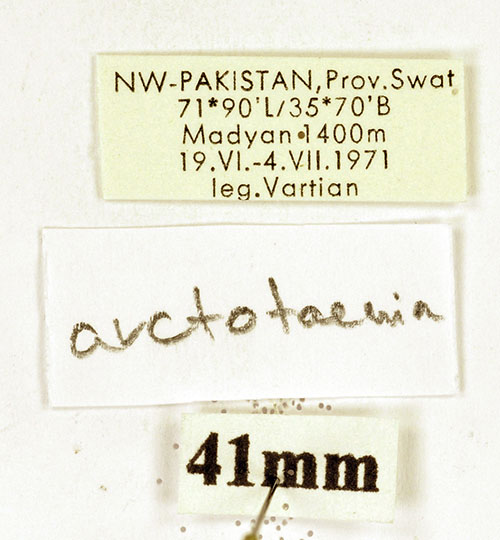 NW-PAKISTAN,Prov.Swat
71*90'L/35*70'B
Madyan 1400m
19.VI.-4.VII.1971
leg.Vartian
arctotaenia
41mm